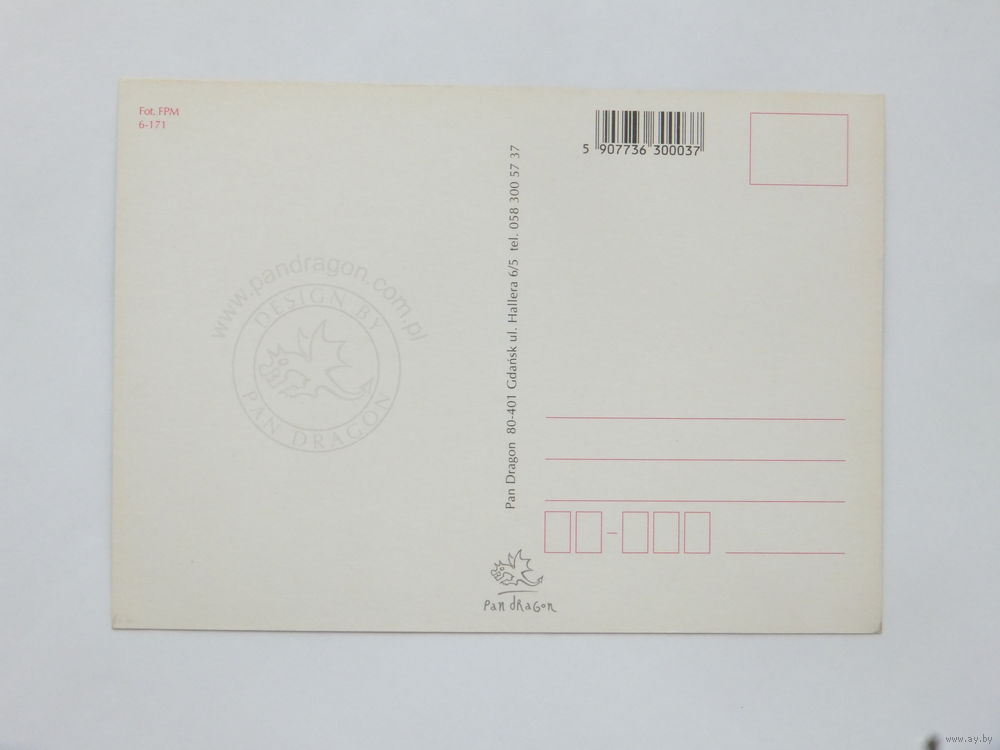 Fot. FPM
6-171
www.pandragon.com.pl
DESIGN BY
PAN DRAGON
Pan Dragon 80-401 Gdańsk ul. Hallera 6/5 tel. 058 300 57 37
pan dRaGon
5 907736 300037
www.ay.by